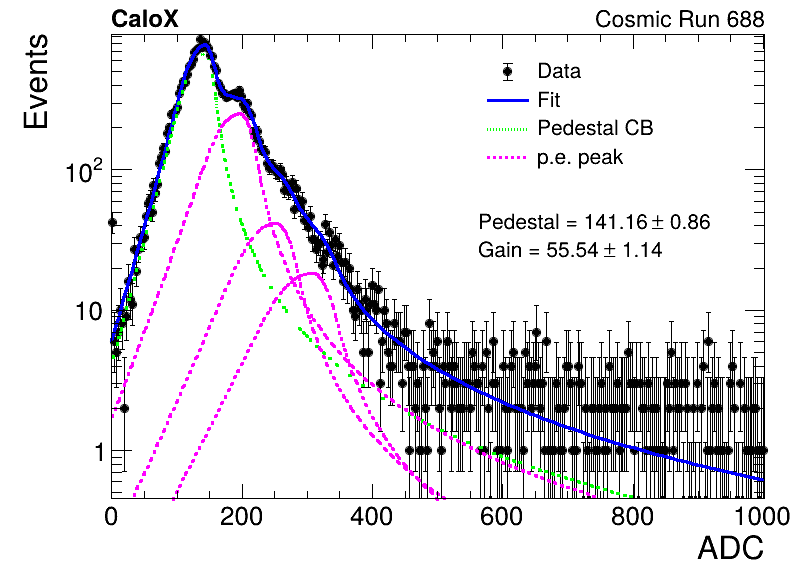 CaloX Cosmic Run 688
Events
Data
Fit
Pedestal CB
p.e. peak
Pedestal = 141.16 ± 0.86
Gain = 55.54 ± 1.14
10²
10
1
0 200 400 600 800 1000
ADC